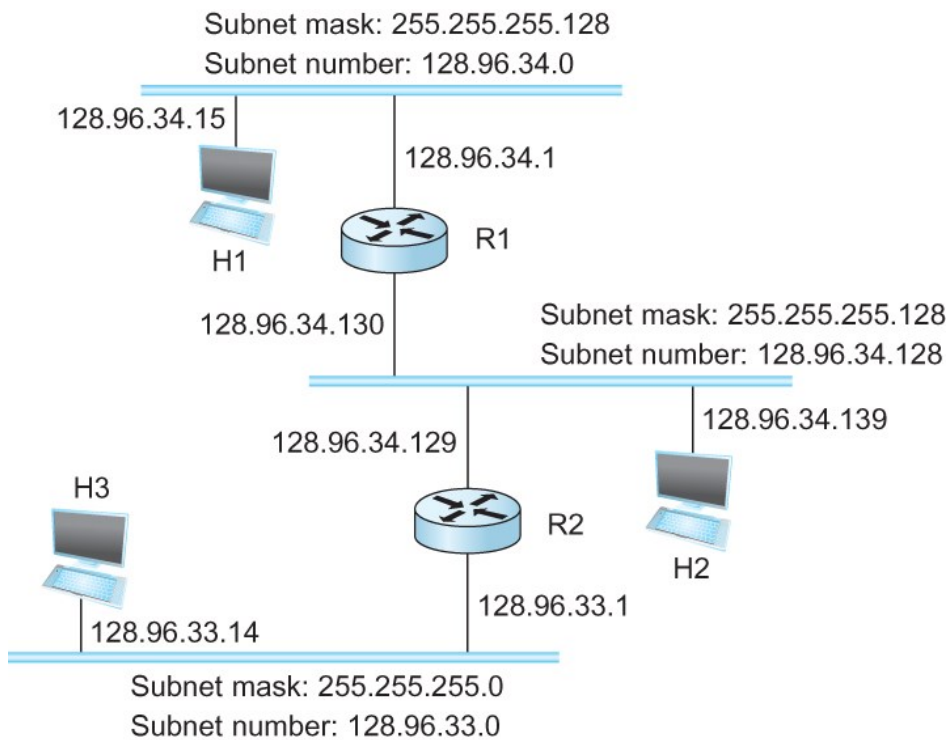 Subnet mask: 255.255.255.128
Subnet number: 128.96.34.0
128.96.34.15
128.96.34.1
H1
R1
128.96.34.130
Subnet mask: 255.255.255.128
Subnet number: 128.96.34.128
128.96.34.129
128.96.34.139
H3
R2
H2
128.96.33.14
128.96.33.1
Subnet mask: 255.255.255.0
Subnet number: 128.96.33.0